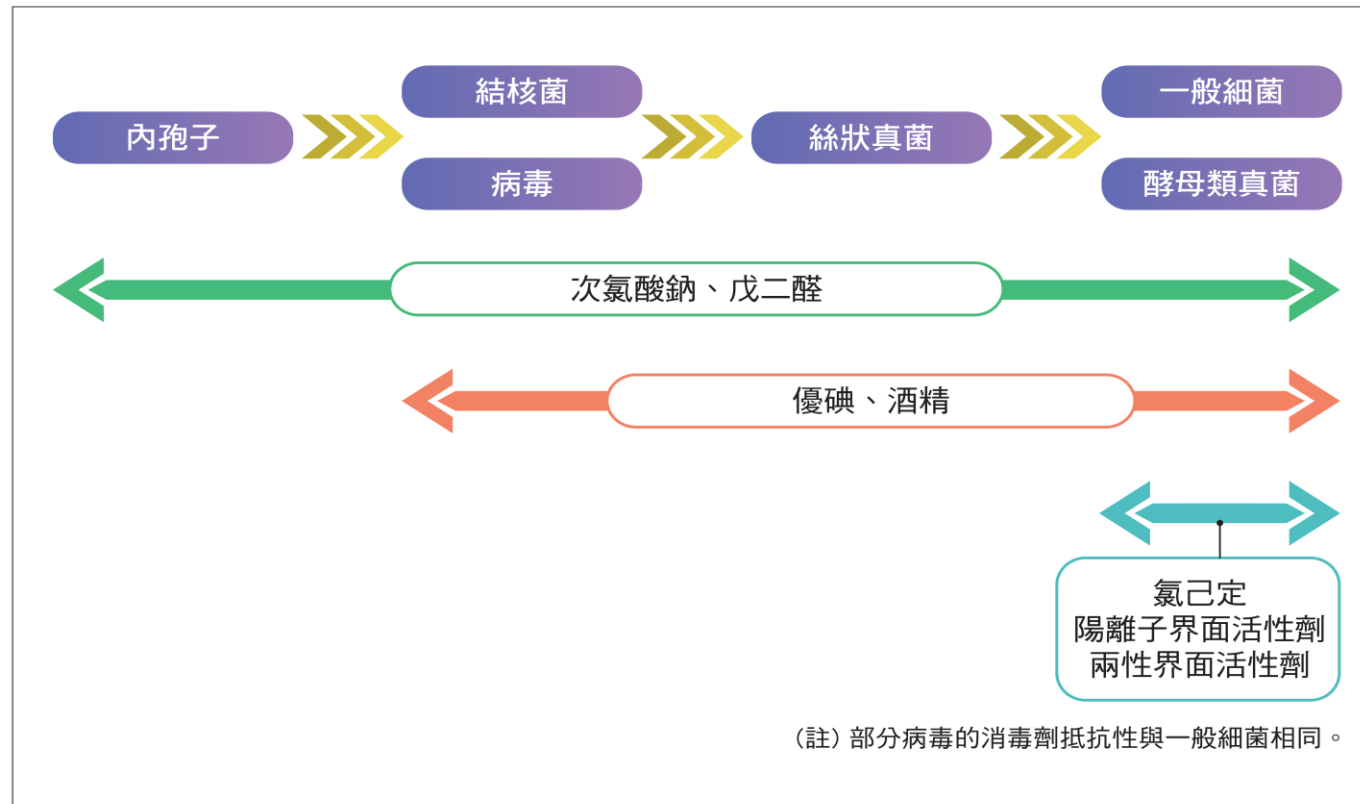 內孢子
結核菌
病毒
絲狀真菌
一般細菌
酵母類真菌
次氯酸鈉、戊二醛
優碘、酒精
氯己定
陽離子界面活性劑
兩性界面活性劑
(註) 部分病毒的消毒劑抵抗性與一般細菌相同。